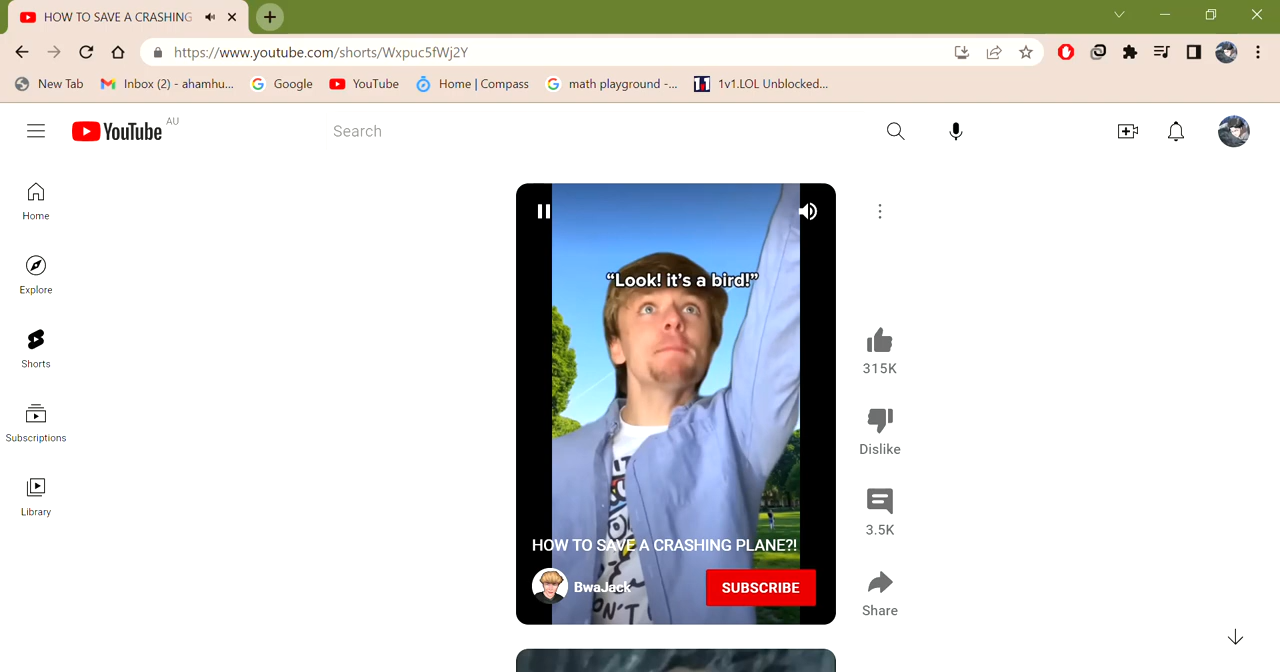 HOW TO SAVE A CRASHING
https://www.youtube.com/shorts/Wxpuc5fWj2Y
New Tab
Inbox (2) - ahamhu...
Google
YouTube
Home | Compass
math playground -...
1v1.LOL Unblocked...
YouTube AU
Search
Home
Explore
Shorts
Subscriptions
Library
“Look! it’s a bird!”
HOW TO SAVE A CRASHING PLANE?!
BwaJack
SUBSCRIBE
315K
Dislike
3.5K
Share